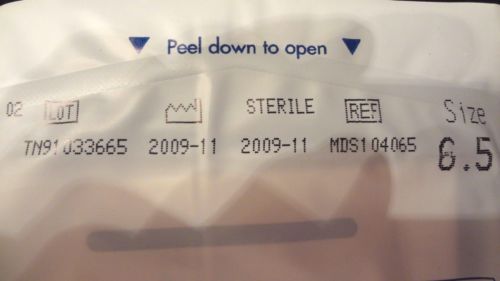 Peel down to open
02 LOT STERILE REF Size
TN91033665 2009-11 2009-11 MDS104065 6.5